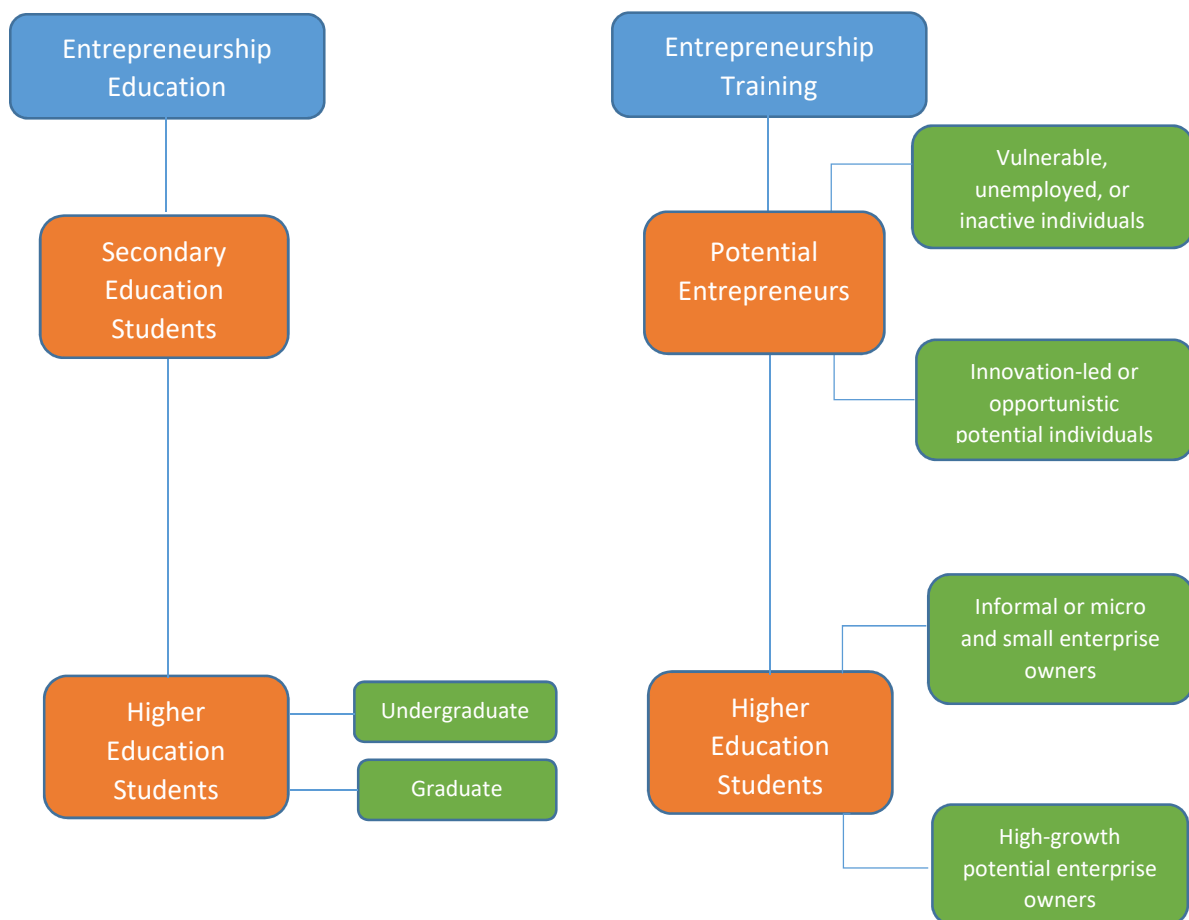 Entrepreneurship
Education
Secondary
Education
Students
Higher
Education
Students
Undergraduate
Graduate
Entrepreneurship
Training
Potential
Entrepreneurs
Vulnerable,
unemployed, or
inactive individuals
Innovation-led or
opportunistic
potential individuals
Higher
Education
Students
Informal or micro
and small enterprise
owners
High-growth
potential enterprise
owners